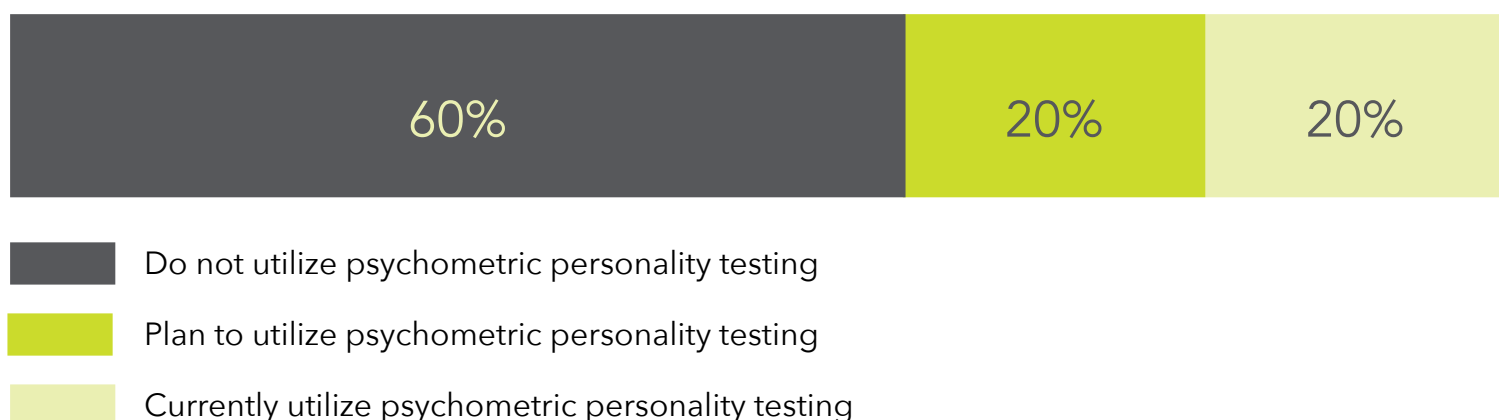 60% 20% 20%
Do not utilize psychometric personality testing
Plan to utilize psychometric personality testing
Currently utilize psychometric personality testing